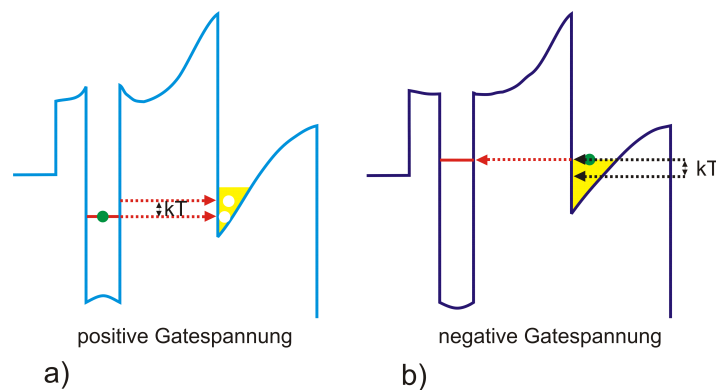 kT
kT
positive Gatespannung
negative Gatespannung
a)
b)